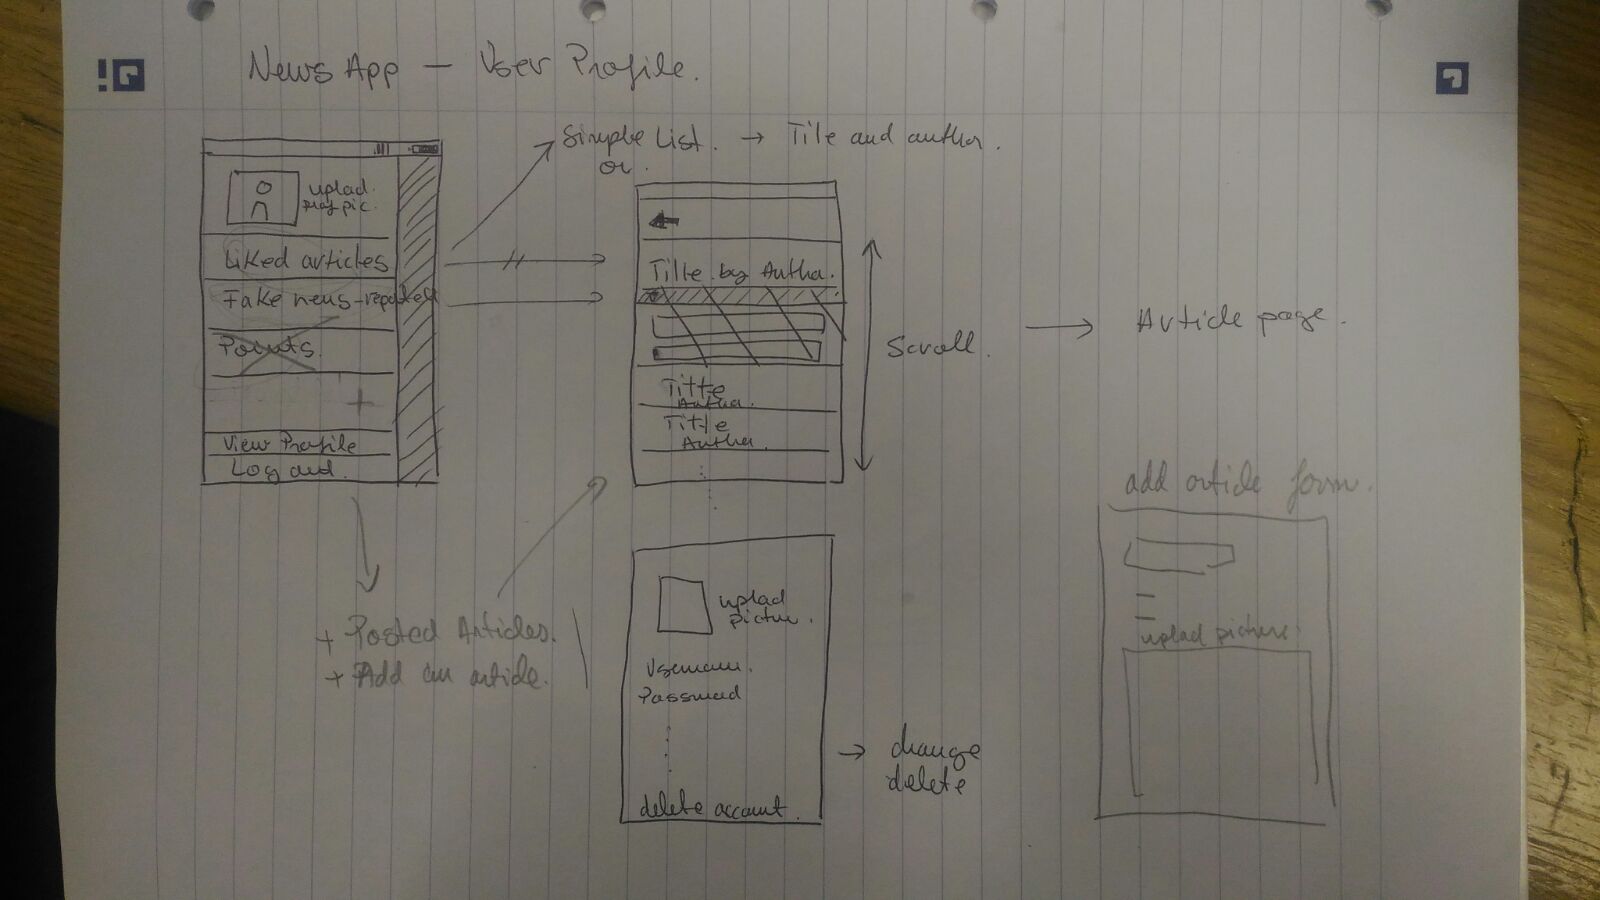 News App — User Profile.
Simple List. → Title and author.
or.
upload
prof pic.
Liked articles
Fake news-reported
Points.
+
View Profile
Log out.
Title by Author.
Title
Author.
Title
Author.
Scroll.
Article page.
+ Posted Articles.
+ Add an article.
upload
picture.
Username.
Password
delete account.
→ change
delete
add article form.
upload picture.